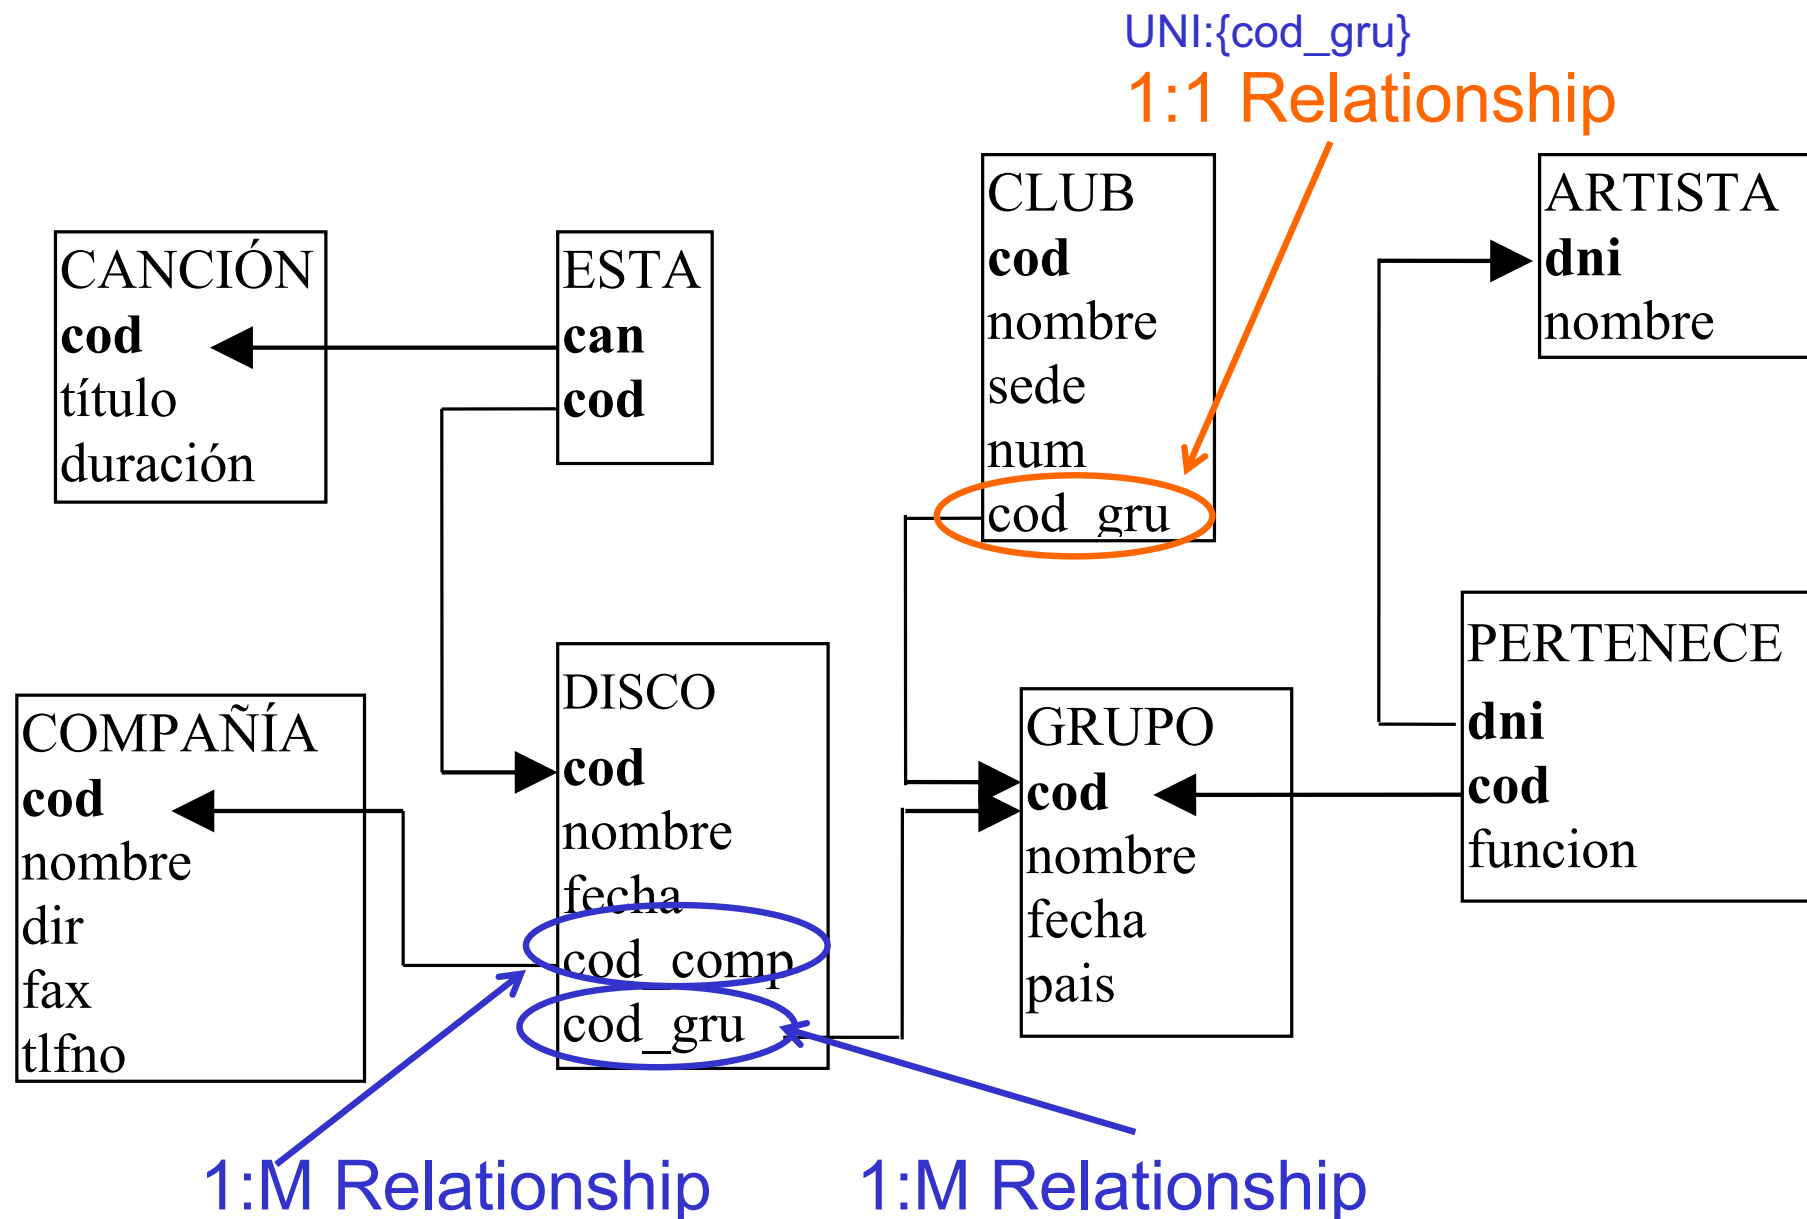 UNI:{cod_gru}
1:1 Relationship
CANCIÓN
cod
título
duración
ESTA
can
cod
CLUB
cod
nombre
sede
num
cod_gru
ARTISTA
dni
nombre
COMPAÑÍA
cod
nombre
dir
fax
tlfno
DISCO
cod
nombre
fecha
cod_comp
cod_gru
GRUPO
cod
nombre
fecha
pais
PERTENECE
dni
cod
funcion
1:M Relationship
1:M Relationship